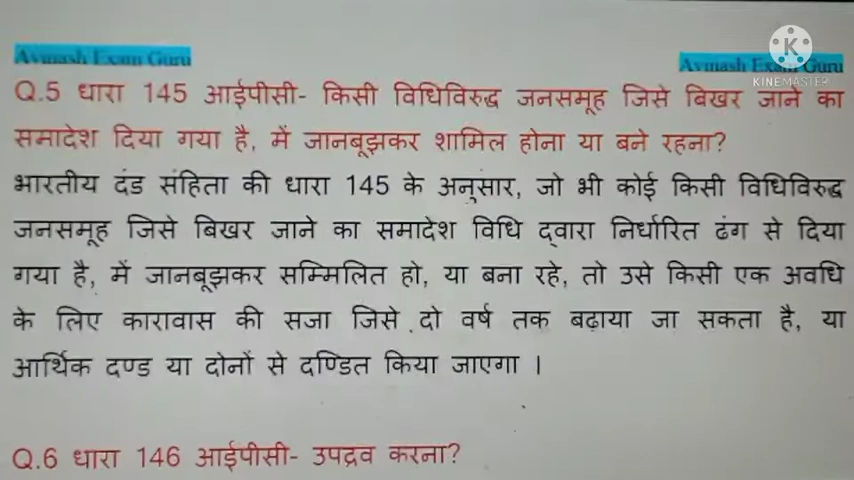 Avinash Exam Guru
Avinash Exam Guru
KINEMASTER
Q.5 धारा 145 आईपीसी- किसी विधिविरुद्ध जनसमूह जिसे बिखर जाने का
समादेश दिया गया है, में जानबूझकर शामिल होना या बने रहना?
भारतीय दंड संहिता की धारा 145 के अनुसार, जो भी कोई किसी विधिविरुद्ध
जनसमूह जिसे बिखर जाने का समादेश विधि द्वारा निर्धारित ढंग से दिया
गया है, में जानबूझकर सम्मिलित हो, या बना रहे, तो उसे किसी एक अवधि
के लिए कारावास की सजा जिसे दो वर्ष तक बढ़ाया जा सकता है, या
आर्थिक दण्ड या दोनों से दण्डित किया जाएगा ।
Q.6 धारा 146 आईपीसी- उपद्रव करना?